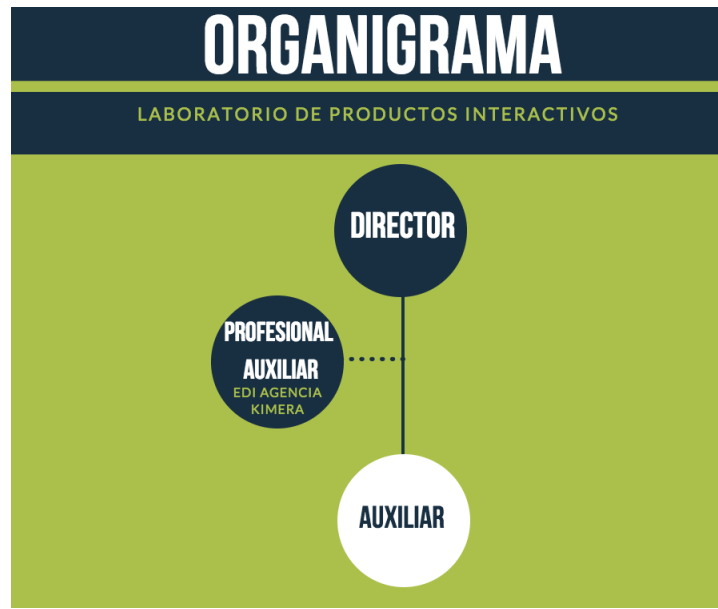 ORGANIGRAMA
LABORATORIO DE PRODUCTOS INTERACTIVOS
DIRECTOR
PROFESIONAL
AUXILIAR
EDI AGENCIA
KIMERA
AUXILIAR